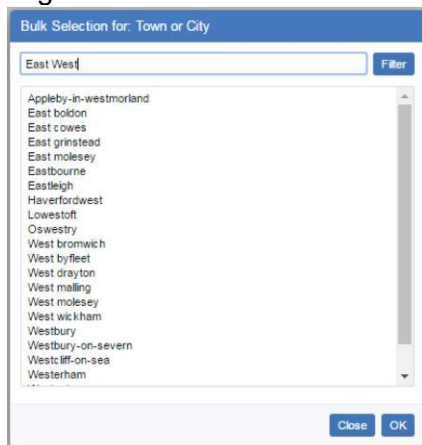 Bulk Selection for: Town or City
East West
Filter
Appleby-in-westmorland
East boldon
East cowes
East grinstead
East molesey
Eastbourne
Eastleigh
Haverfordwest
Lowestoft
Oswestry
West bromwich
West byfleet
West drayton
West malling
West molesey
West wickham
Westbury
Westbury-on-severn
Westcliff-on-sea
Westerham
Close OK